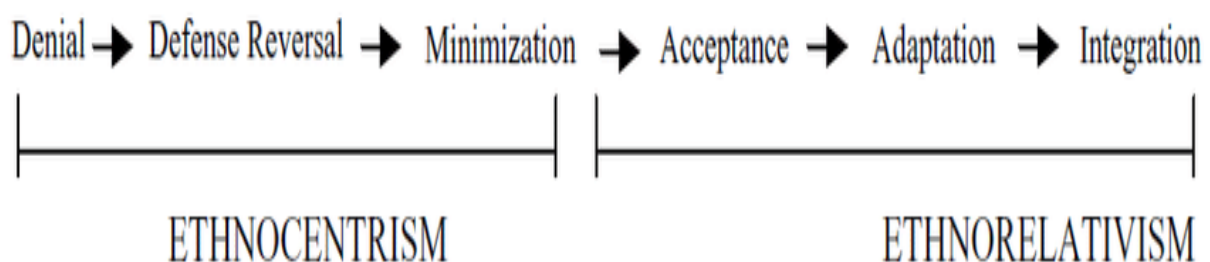 Denial Defense Reversal Minimization Acceptance Adaptation Integration
ETHNOCENTRISM ETHNORELATIVISM